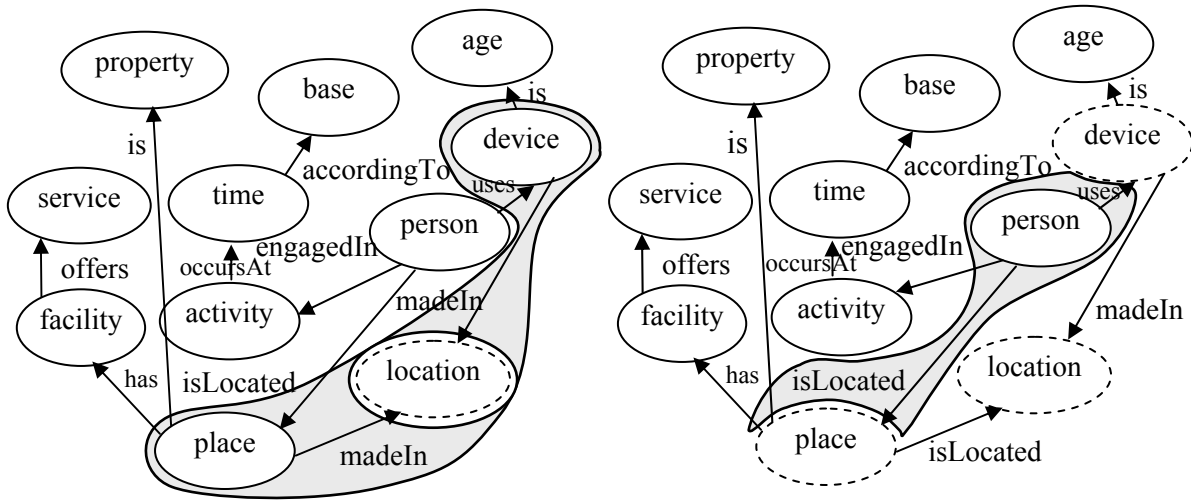 age
property
base
is
device
is
accordingTo
service
time
uses
person
engagedIn
occursAt
offers
madeIn
facility
activity
location
has
isLocated
place
madeIn
age
property
is
base
device
is
accordingTo
service
time
uses
person
engagedIn
occursAt
offers
madeIn
facility
activity
location
has
isLocated
place
isLocated